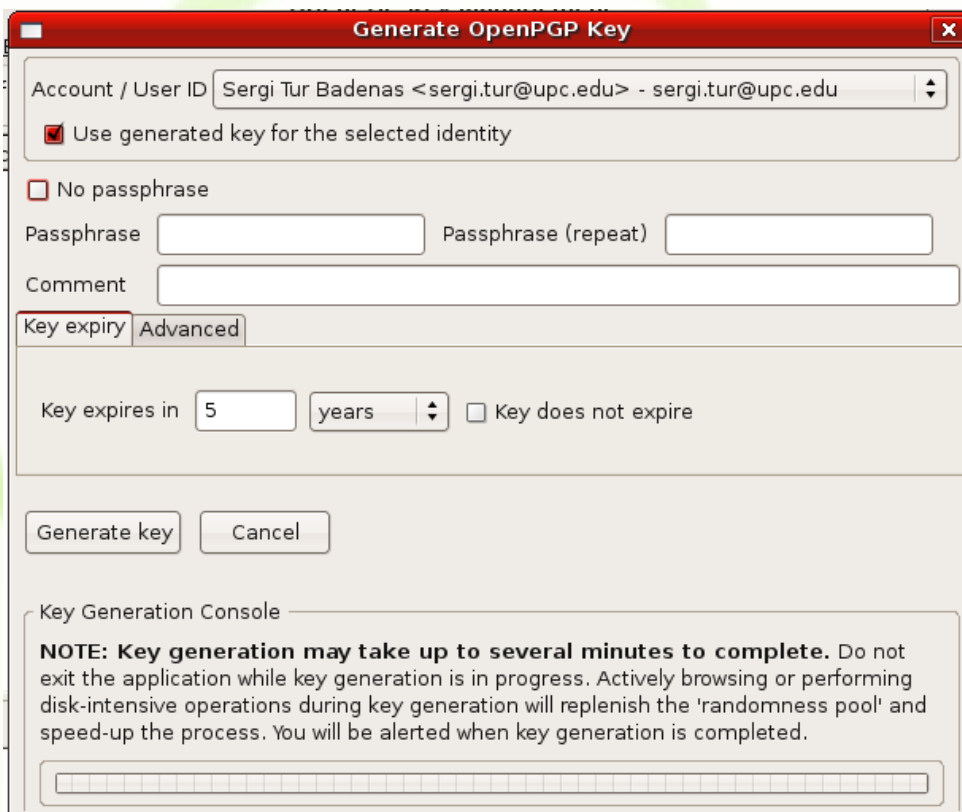 Generate OpenPGP Key
Account / User ID Sergi Tur Badenas <sergi.tur@upc.edu> - sergi.tur@upc.edu
Use generated key for the selected identity
No passphrase
Passphrase Passphrase (repeat)
Comment
Key expiry Advanced
Key expires in 5 years Key does not expire
Generate key Cancel
Key Generation Console
NOTE: Key generation may take up to several minutes to complete. Do not
exit the application while key generation is in progress. Actively browsing or performing
disk-intensive operations during key generation will replenish the 'randomness pool' and
speed-up the process. You will be alerted when key generation is completed.